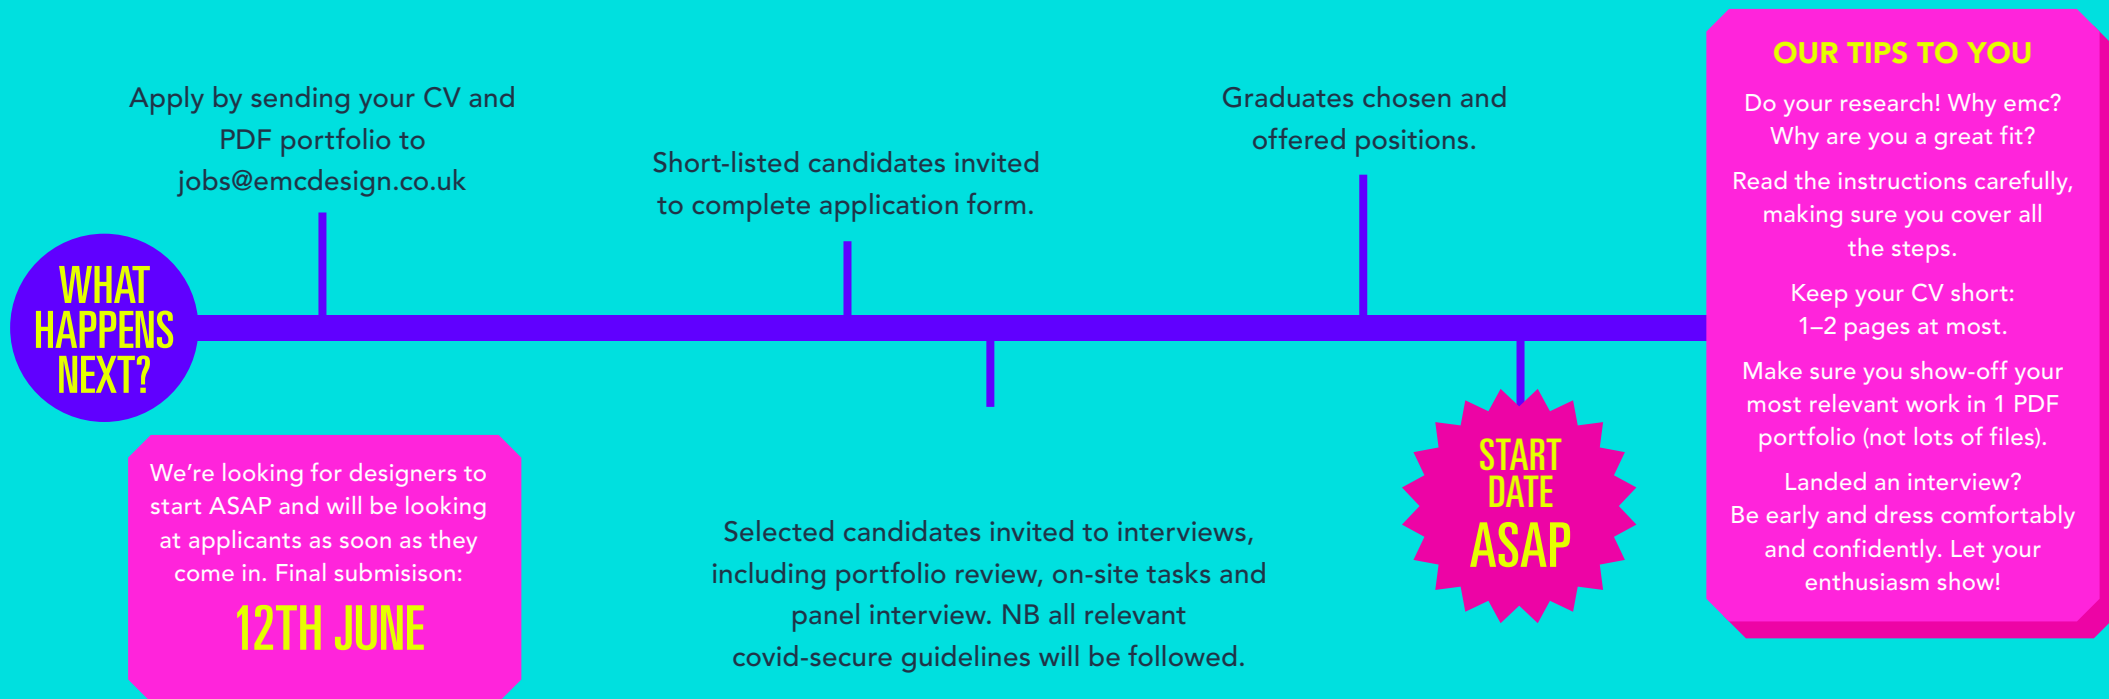 WHAT
HAPPENS
NEXT?
Apply by sending your CV and
PDF portfolio to
jobs@emcdesign.co.uk
We're looking for designers to
start ASAP and will be looking
at applicants as soon as they
come in. Final submisison:
12TH JUNE
Short-listed candidates invited
to complete application form.
Selected candidates invited to interviews,
including portfolio review, on-site tasks and
panel interview. NB all relevant
covid-secure guidelines will be followed.
Graduates chosen and
offered positions.
START
DATE
ASAP
OUR TIPS TO YOU
Do your research! Why emc?
Why are you a great fit?
Read the instructions carefully,
making sure you cover all
the steps.
Keep your CV short:
1–2 pages at most.
Make sure you show-off your
most relevant work in 1 PDF
portfolio (not lots of files).
Landed an interview?
Be early and dress comfortably
and confidently. Let your
enthusiasm show!